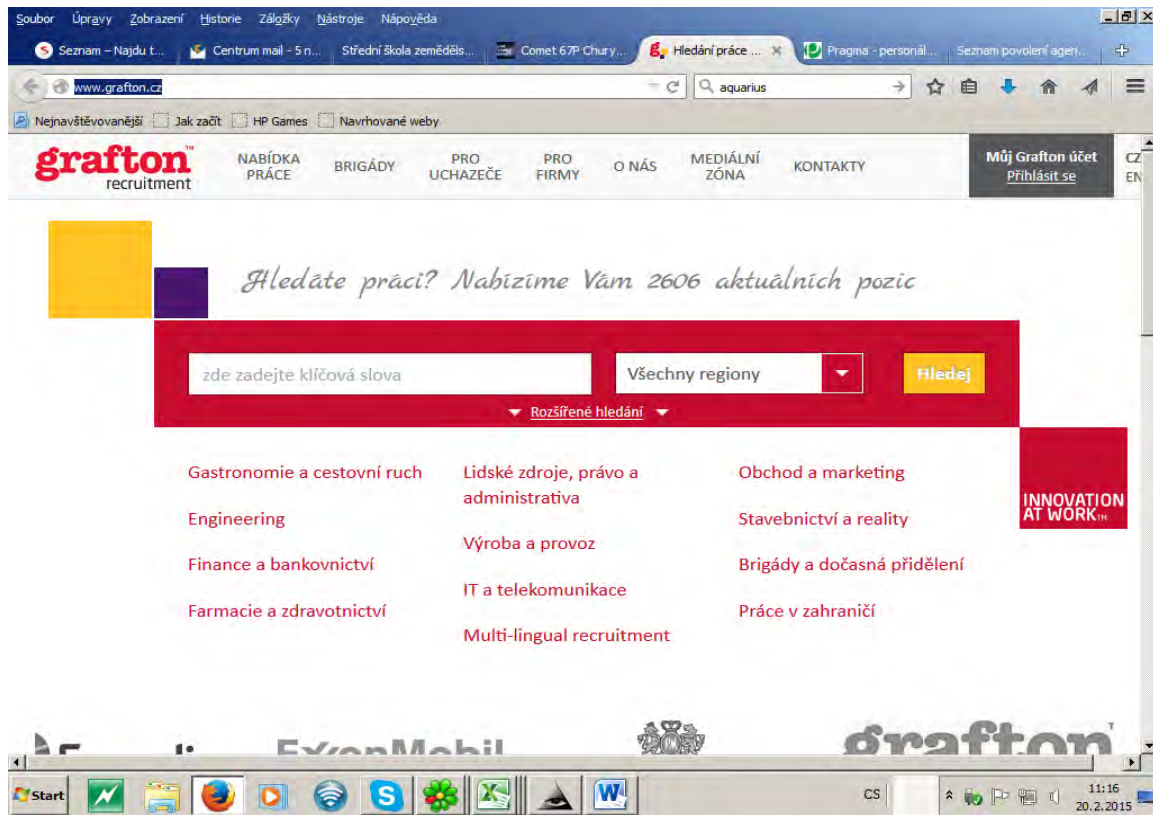 Soubor Úpravy Zobrazení Historie Záložky Nástroje Nápověda
Seznam – Najdu t... Centrum mail - 5 n... Střední škola zeměděls... Comet 67P Chury... Hledání práce ... Pragma - personál... Seznam povolení agen...
www.grafton.cz aquarius
Nejnavštěvovanější Jak začít HP Games Navrhované weby
grafton™
recruitment
NABÍDKA PRÁCE
BRIGÁDY
PRO UCHAZEČE
PRO FIRMY
O NÁS
MEDIÁLNÍ ZÓNA
KONTAKTY
Můj Grafton účet
Přihlásit se
CZ
EN
Hledáte práci? Nabízíme Vám 2606 aktuálních pozic
zde zadejte klíčová slova Všechny regiony Hledej
Rozšířené hledání
Gastronomie a cestovní ruch
Engineering
Finance a bankovnictví
Farmacie a zdravotnictví
Lidské zdroje, právo a
administrativa
Výroba a provoz
IT a telekomunikace
Multi-lingual recruitment
Obchod a marketing
Stavebnictví a reality
Brigády a dočasná přidělení
Práce v zahraničí
INNOVATION
AT WORK™
ExxonMobil grafton
Start CS 11:16
20.2.2015